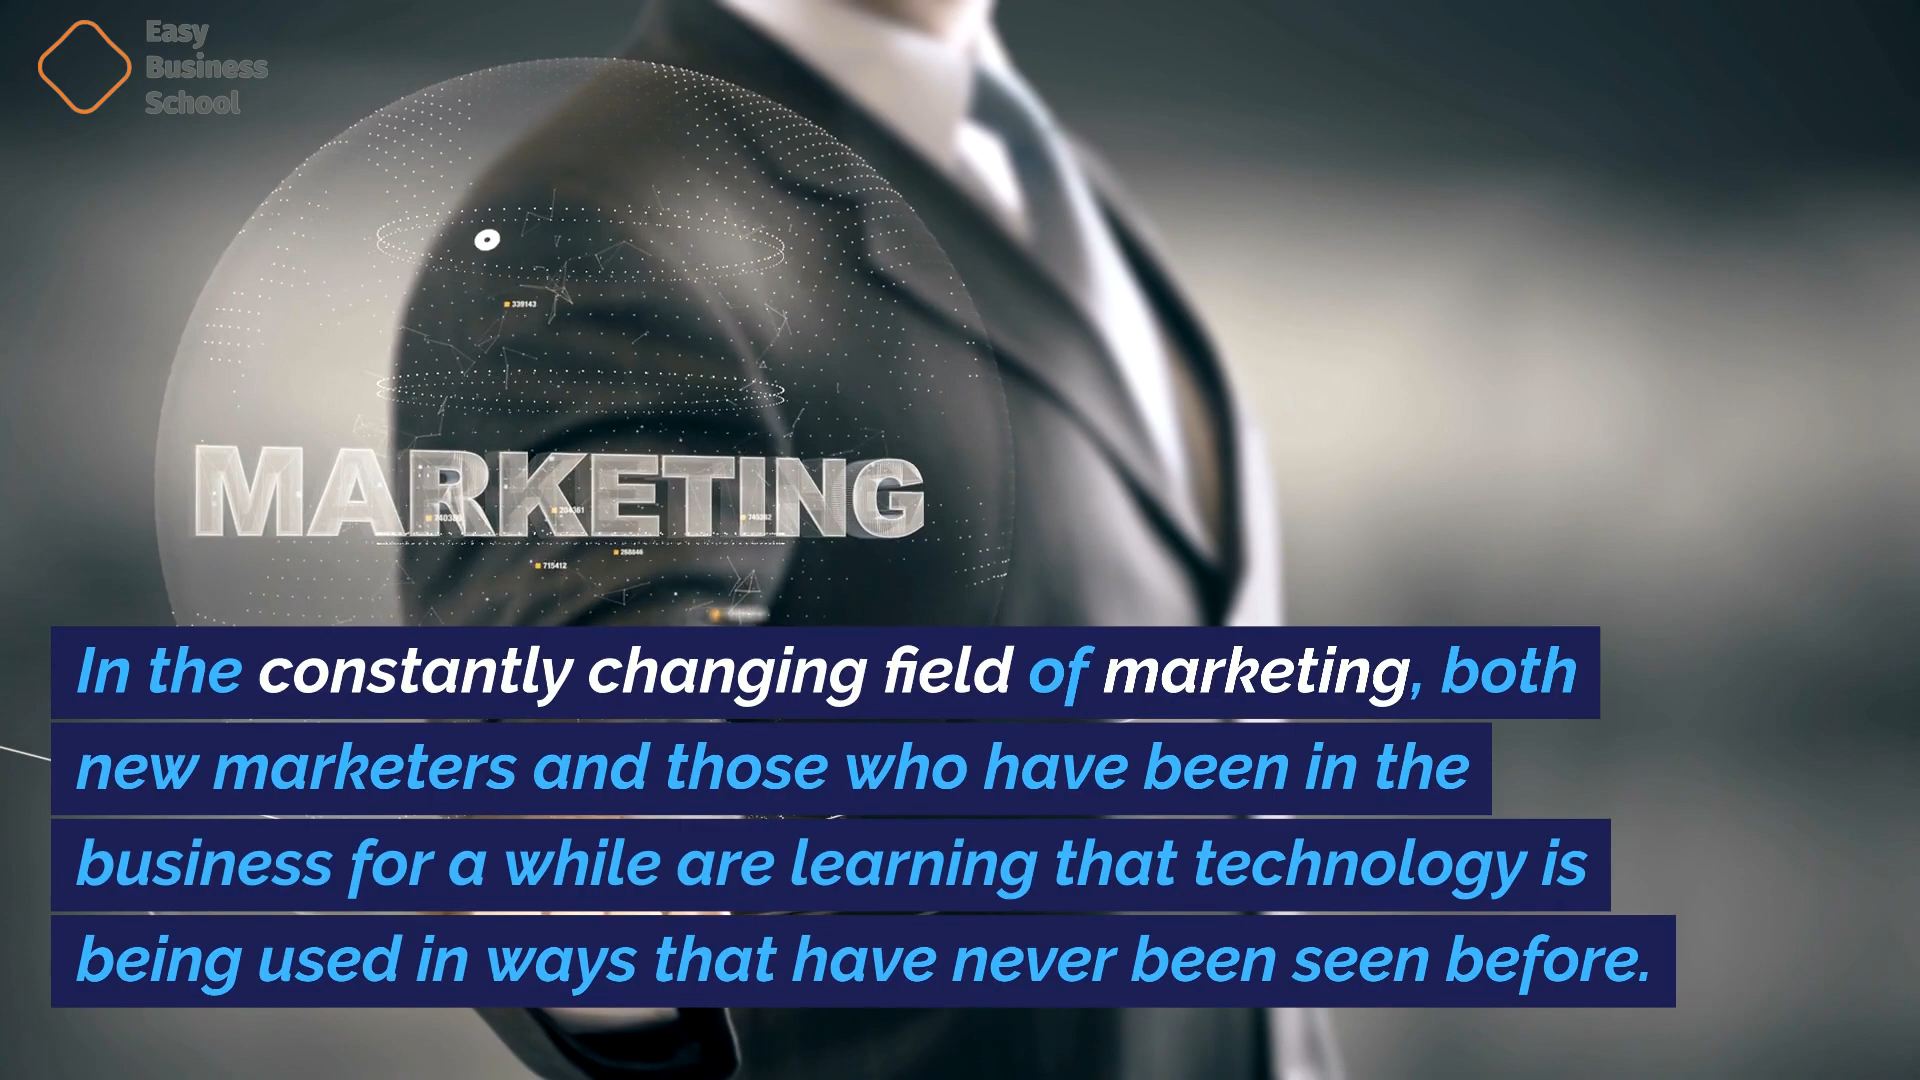 Easy
Business
School
339143
MARKETING
715412
In the constantly changing field of marketing, both
new marketers and those who have been in the
business for a while are learning that technology is
being used in ways that have never been seen before.